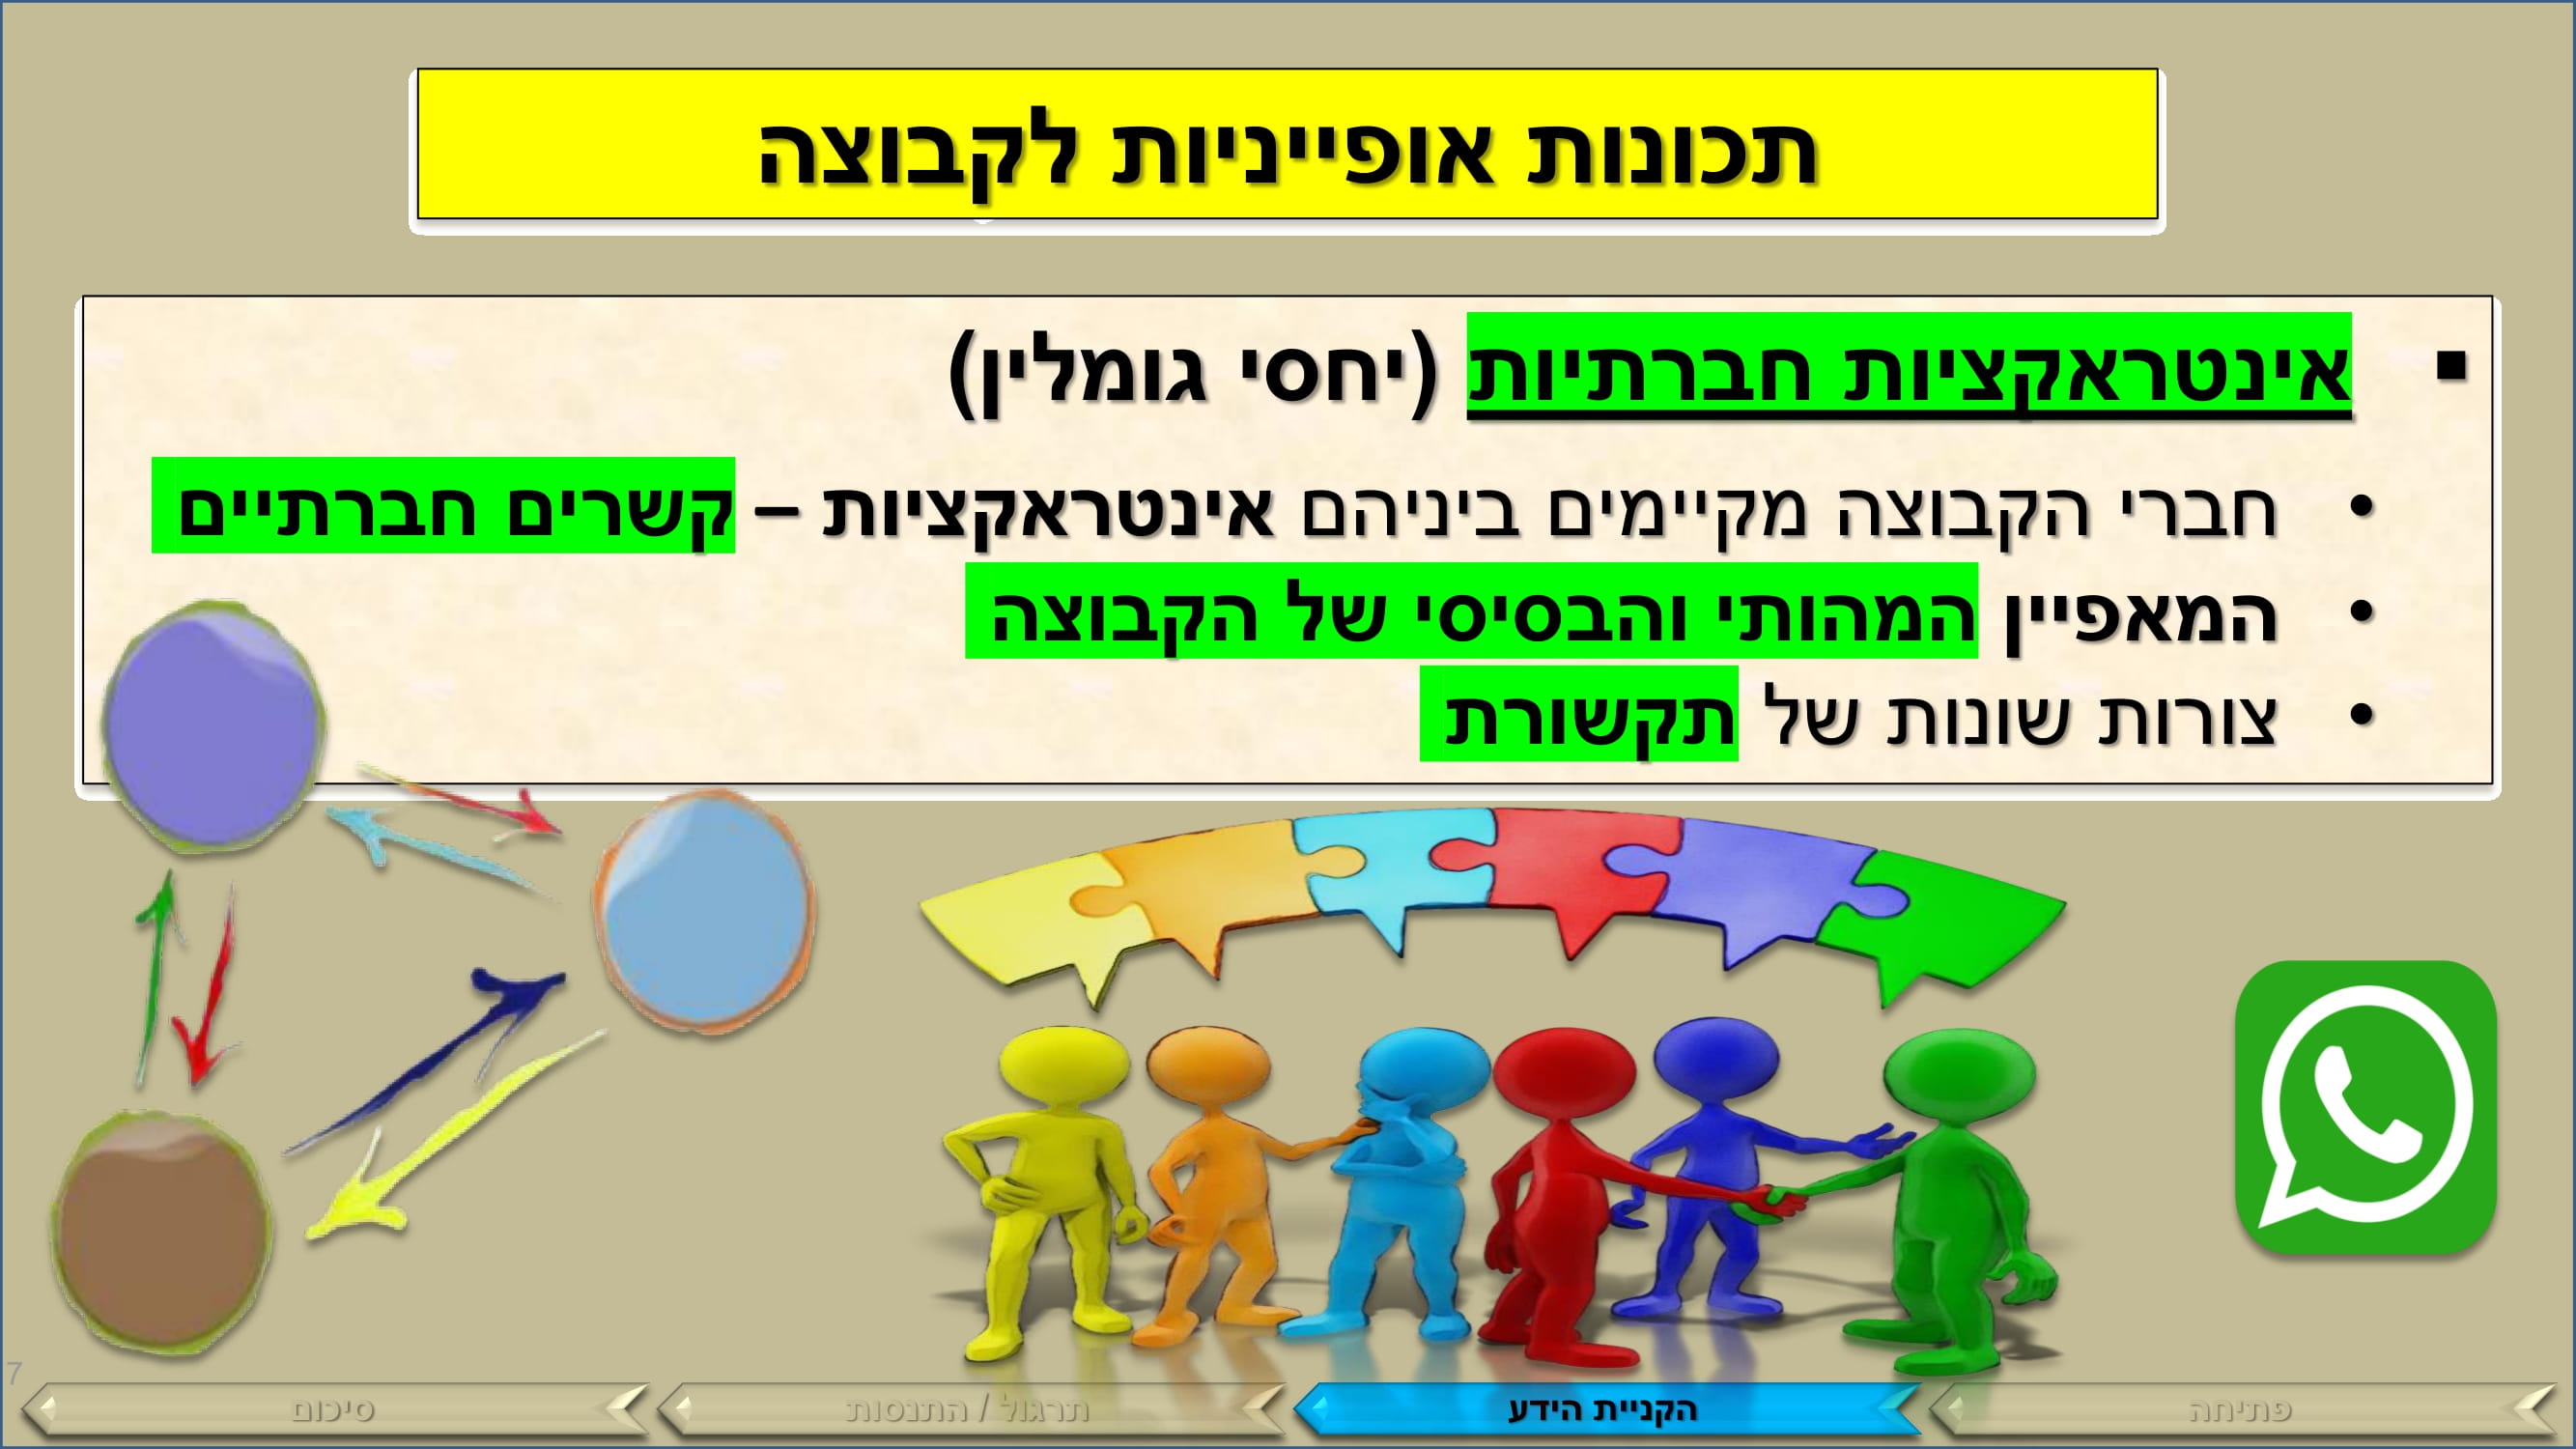 תכונות אופייניות לקבוצה
▪ אינטראקציות חברתיות (יחסי גומלין)
• חברי הקבוצה מקיימים ביניהם אינטראקציות – קשרים חברתיים
• המאפיין המהותי והבסיסי של הקבוצה
• צורות שונות של תקשורת
7
פתיחה
הקניית הידע
תרגול / התנסות
סיכום